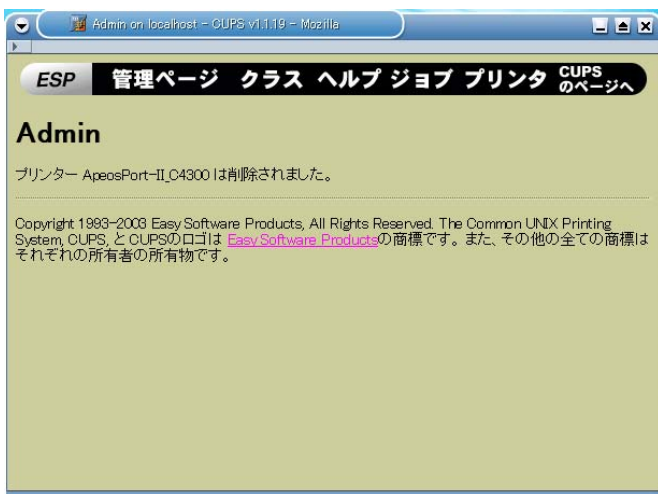 Admin on localhost - CUPS v1.1.19 - Mozilla
ESP 管理ページ クラス ヘルプ ジョブ プリンタ CUPSのページへ
Admin
プリンター ApeosPort-II_C4300 は削除されました。
Copyright 1993-2003 Easy Software Products, All Rights Reserved. The Common UNIX Printing
System, CUPS, と CUPSのロゴは Easy Software Productsの商標です。また、その他の全ての商標は
それぞれの所有者の所有物です。